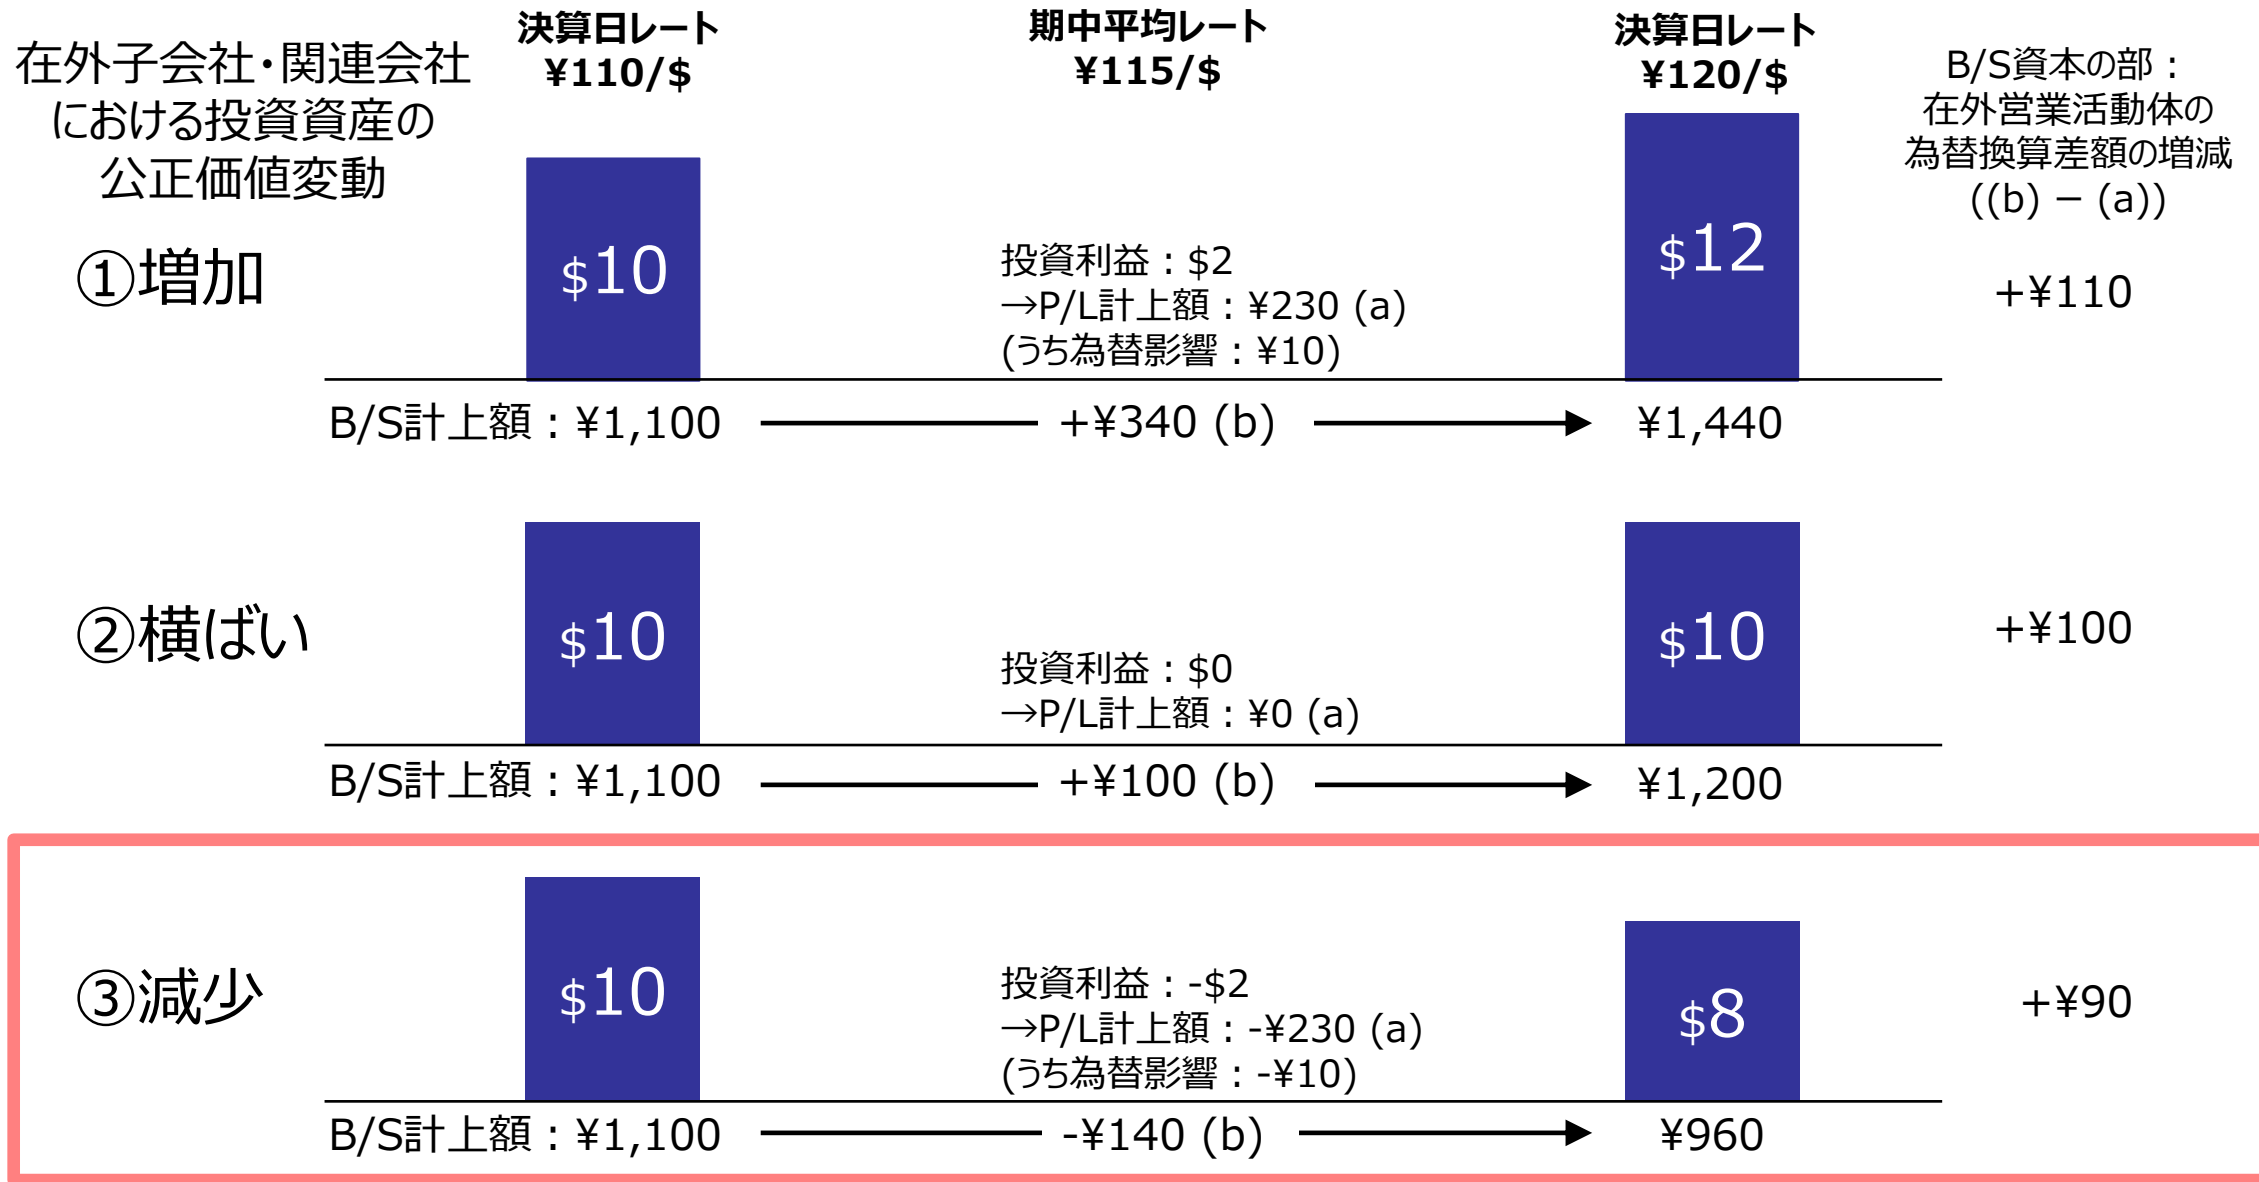 在外子会社・関連会社
における投資資産の
公正価値変動
決算日レート
¥110/$
期中平均レート
¥115/$
決算日レート
¥120/$
B/S資本の部：
在外営業活動体の
為替換算差額の増減
((b) − (a))
①増加
$10
投資利益：$2
→P/L計上額：¥230 (a)
(うち為替影響：¥10)
$12
+¥110
B/S計上額：¥1,100
+¥340 (b)
¥1,440
②横ばい
$10
投資利益：$0
→P/L計上額：¥0 (a)
$10
+¥100
B/S計上額：¥1,100
+¥100 (b)
¥1,200
③減少
$10
投資利益：-$2
→P/L計上額：-¥230 (a)
(うち為替影響：-¥10)
$8
+¥90
B/S計上額：¥1,100
-¥140 (b)
¥960